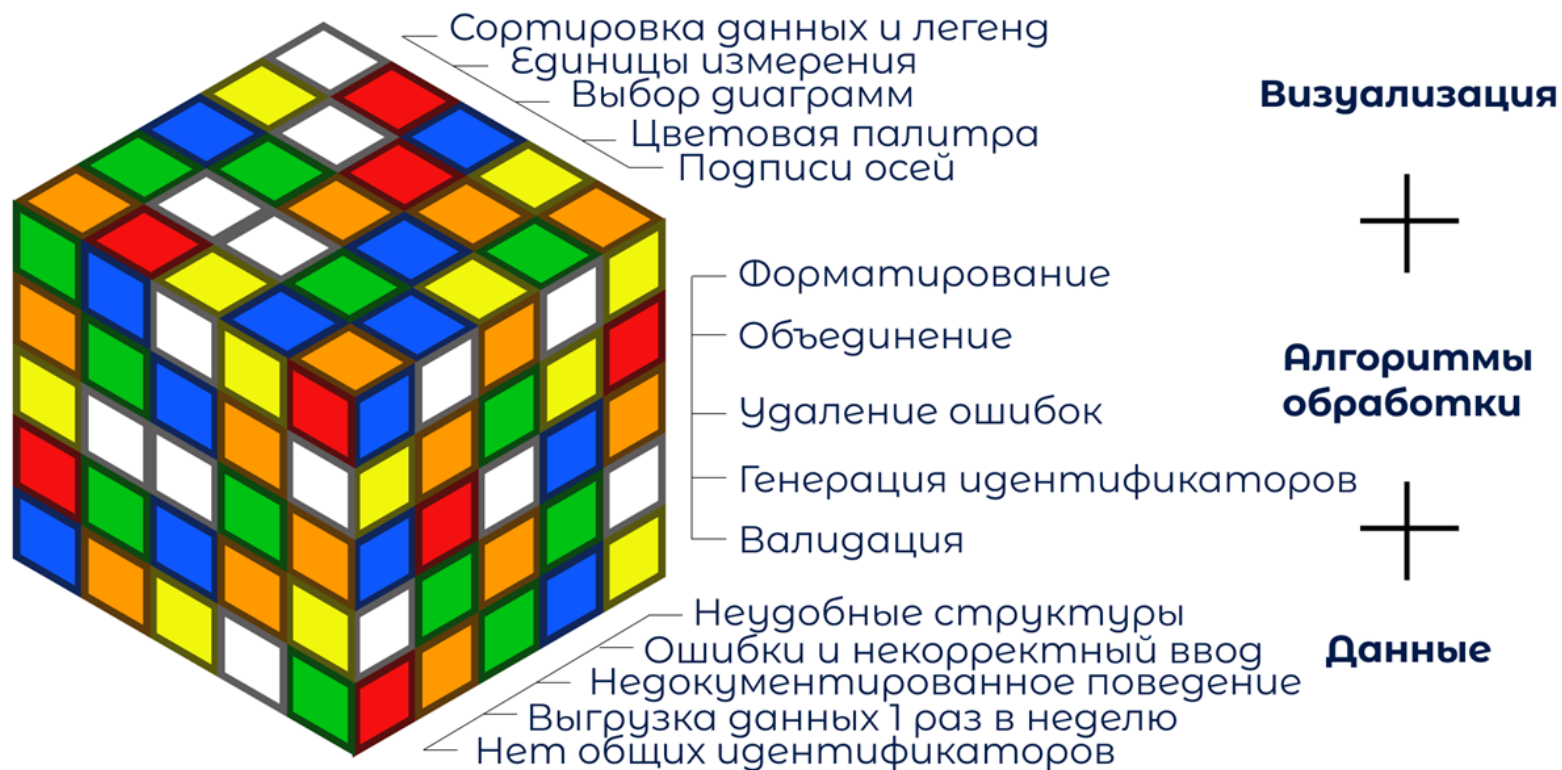 Сортировка данных и легенд
Единицы измерения
Выбор диаграмм
Цветовая палитра
Подписи осей
Визуализация
Форматирование
Объединение
Удаление ошибок
Генерация идентификаторов
Валидация
Алгоритмы
обработки
Неудобные структуры
Ошибки и некорректный ввод
Недокументированное поведение
Выгрузка данных 1 раз в неделю
Нет общих идентификаторов
Данные